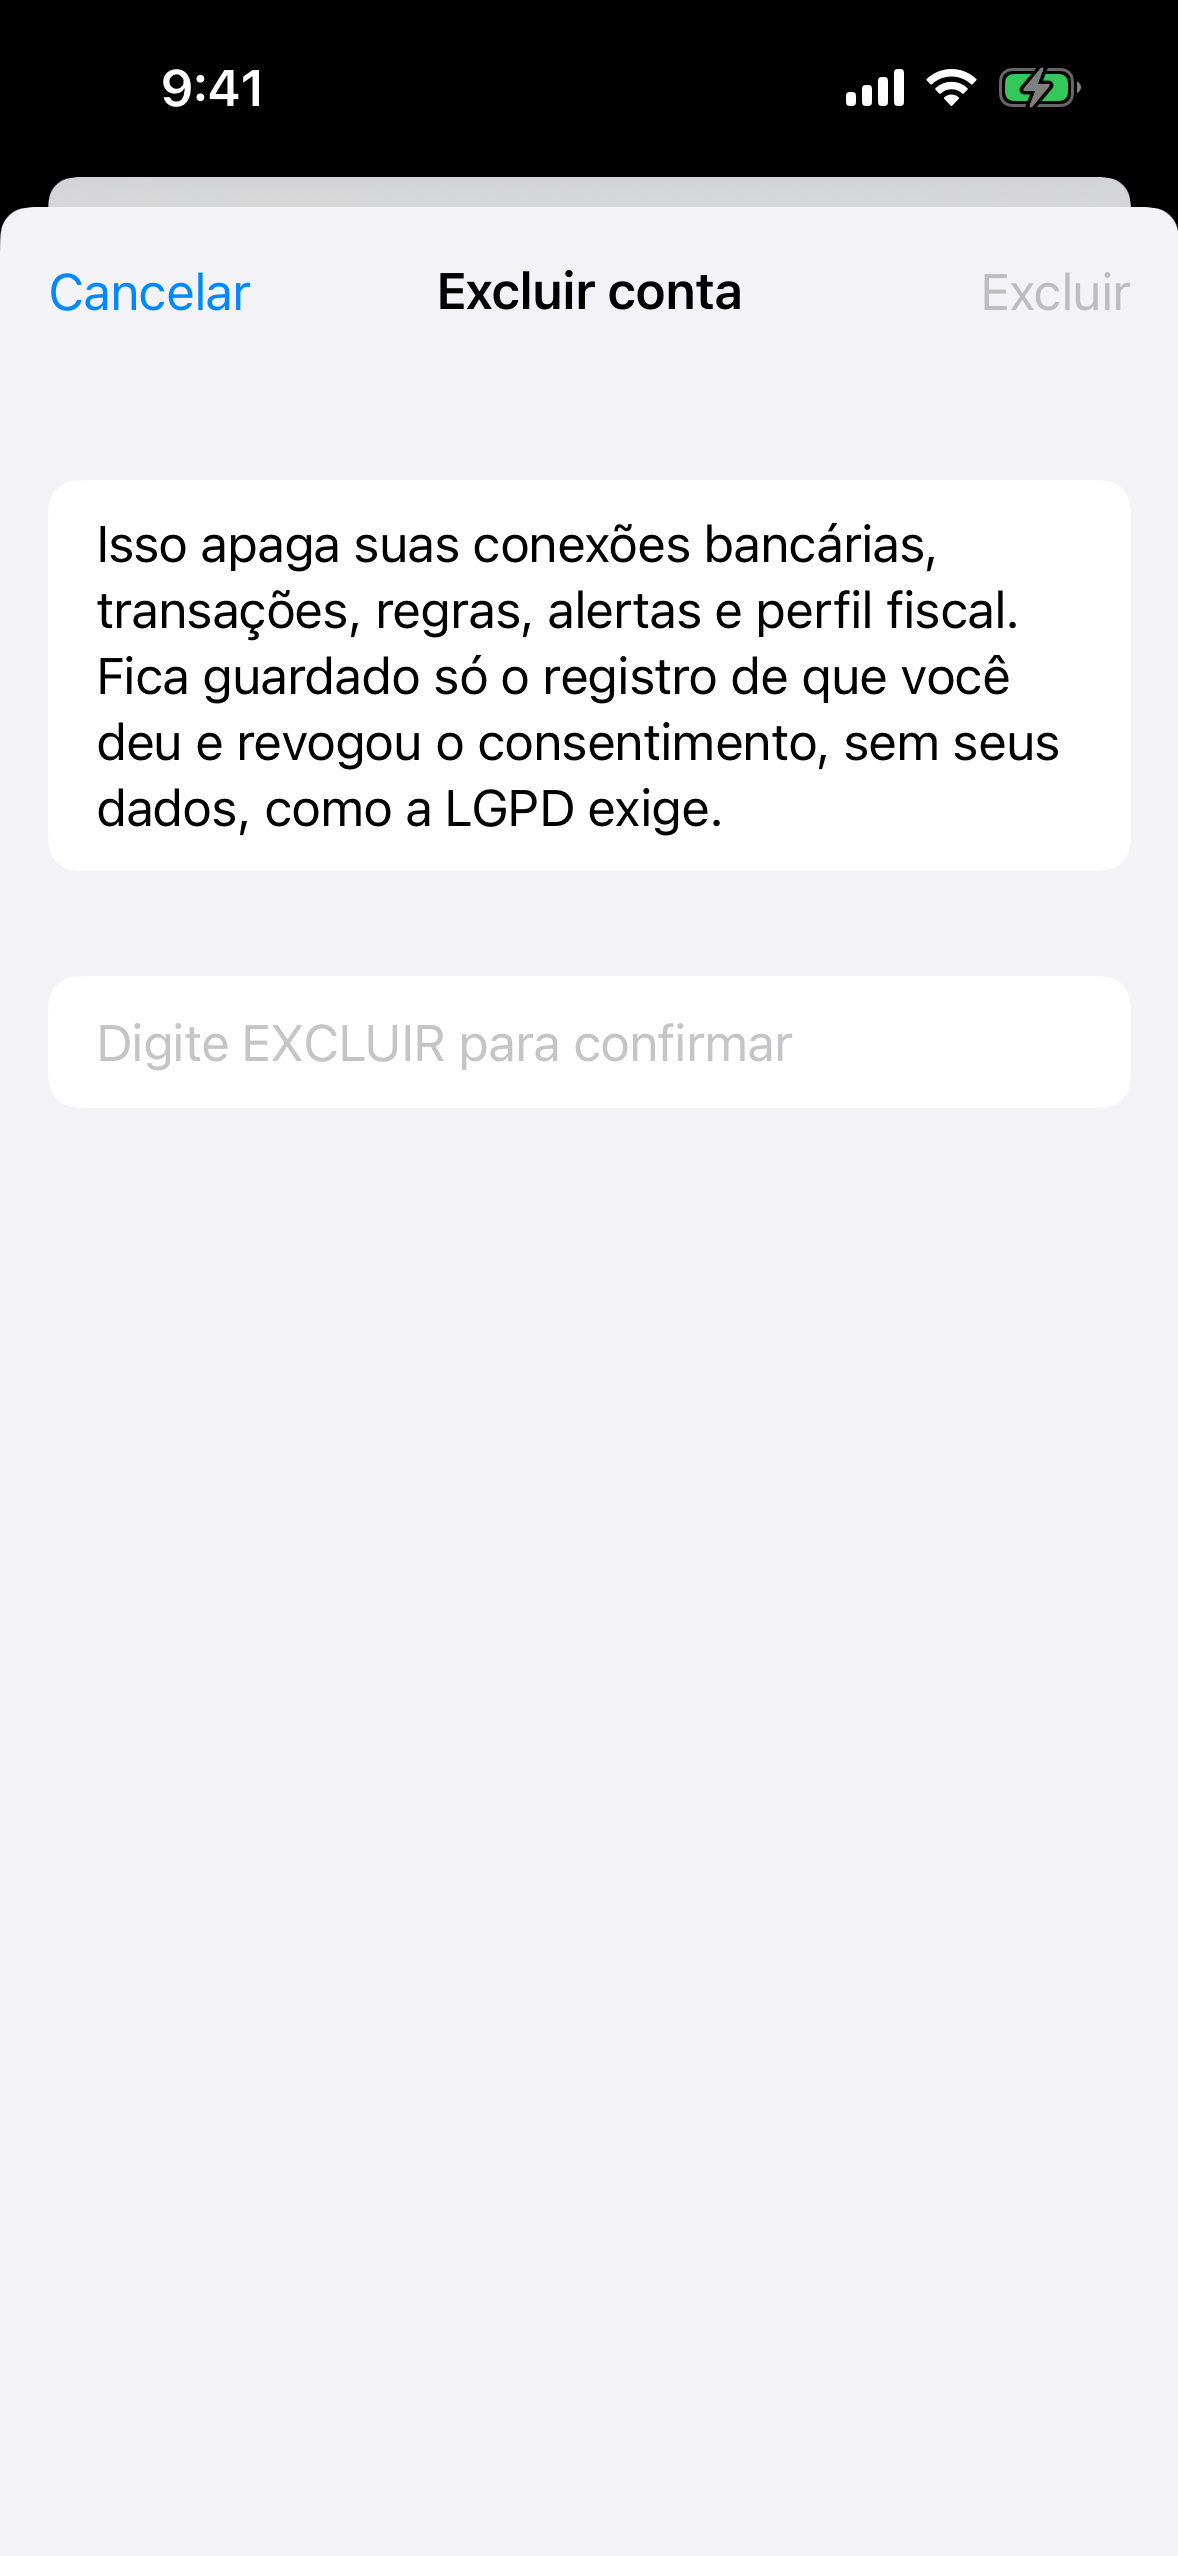 9:41
Cancelar
Excluir conta
Excluir
Isso apaga suas conexões bancárias,
transações, regras, alertas e perfil fiscal.
Fica guardado só o registro de que você
deu e revogou o consentimento, sem seus
dados, como a LGPD exige.
Digite EXCLUIR para confirmar